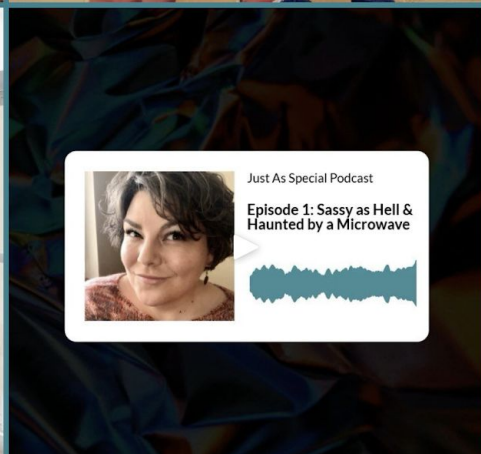 Just As Special Podcast
Episode 1: Sassy as Hell &
Haunted by a Microwave